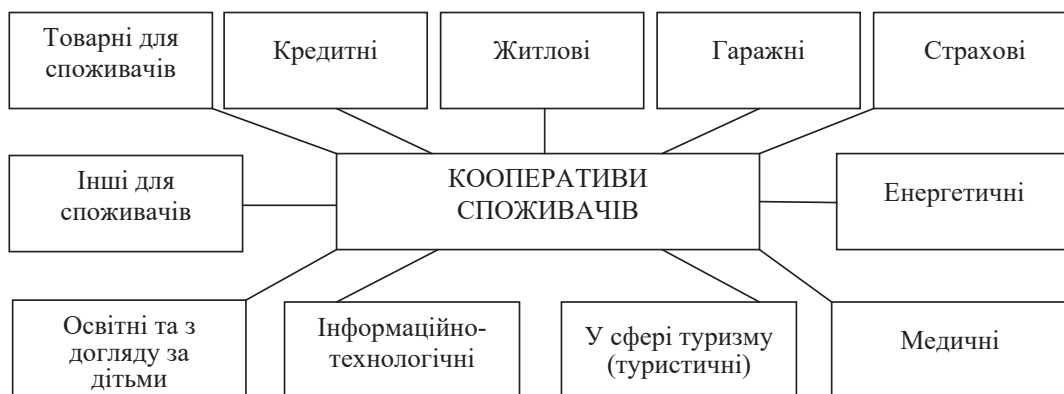 Товарні для
споживачів
Кредитні
Житлові
Гаражні
Страхові
Інші для
споживачів
КООПЕРАТИВИ
СПОЖИВАЧІВ
Енергетичні
Освітні та з
догляду за
дітьми
Інформаційно-
технологічні
У сфері туризму
(туристичні)
Медичні